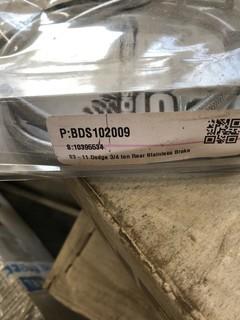 P:BDS102009
S:10395534
03 - 11 Dodge 3/4 ton Rear Stainless Brake